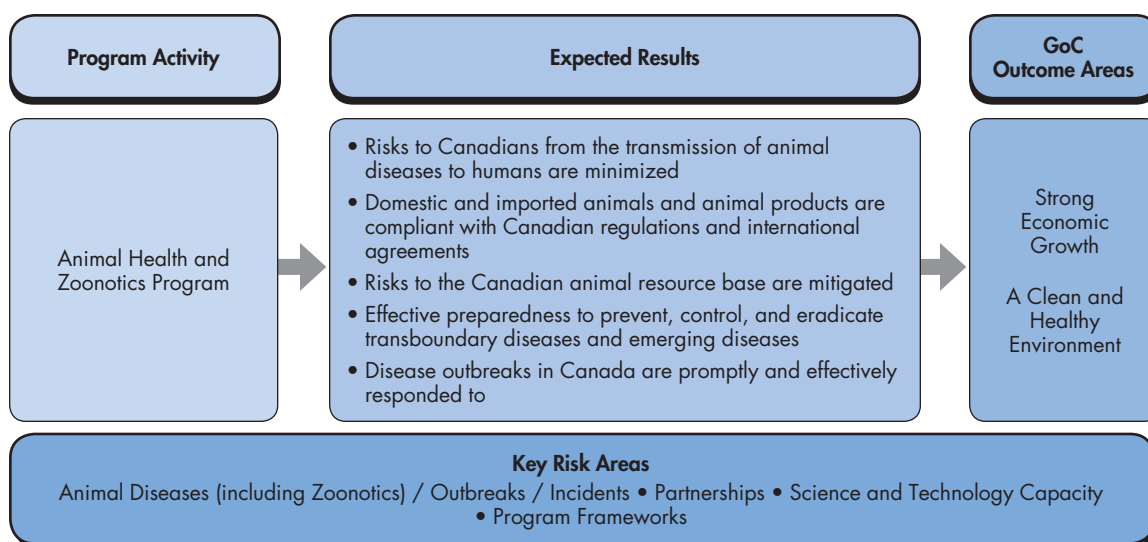 Program Activity
Expected Results
GoC
Outcome Areas
Animal Health and
Zoonotics Program
• Risks to Canadians from the transmission of animal
diseases to humans are minimized
• Domestic and imported animals and animal products are
compliant with Canadian regulations and international
agreements
• Risks to the Canadian animal resource base are mitigated
• Effective preparedness to prevent, control, and eradicate
transboundary diseases and emerging diseases
• Disease outbreaks in Canada are promptly and effectively
responded to
Strong
Economic
Growth
A Clean and
Healthy
Environment
Key Risk Areas
Animal Diseases (including Zoonotics) / Outbreaks / Incidents • Partnerships • Science and Technology Capacity
• Program Frameworks